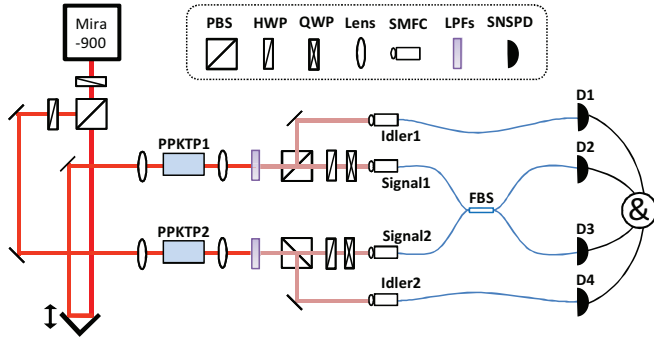 Mira
-900
PBS HWP QWP Lens SMFC LPFs SNSPD
D1
Idler1
PPKTP1
D2
Signal1
FBS
&
PPKTP2
Signal2
D3
Idler2
D4